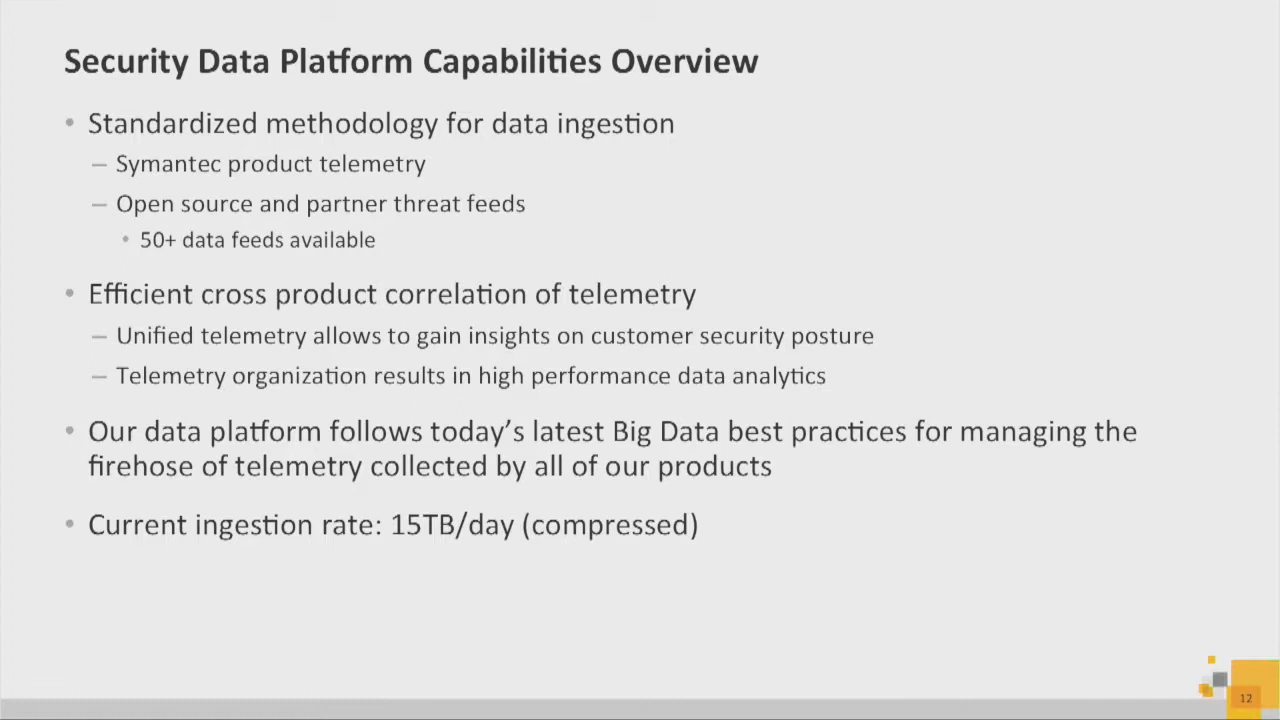 Security Data Platform Capabilities Overview
• Standardized methodology for data ingestion
– Symantec product telemetry
– Open source and partner threat feeds
• 50+ data feeds available
• Efficient cross product correlation of telemetry
– Unified telemetry allows to gain insights on customer security posture
– Telemetry organization results in high performance data analytics
• Our data platform follows today’s latest Big Data best practices for managing the
firehose of telemetry collected by all of our products
• Current ingestion rate: 15TB/day (compressed)
12